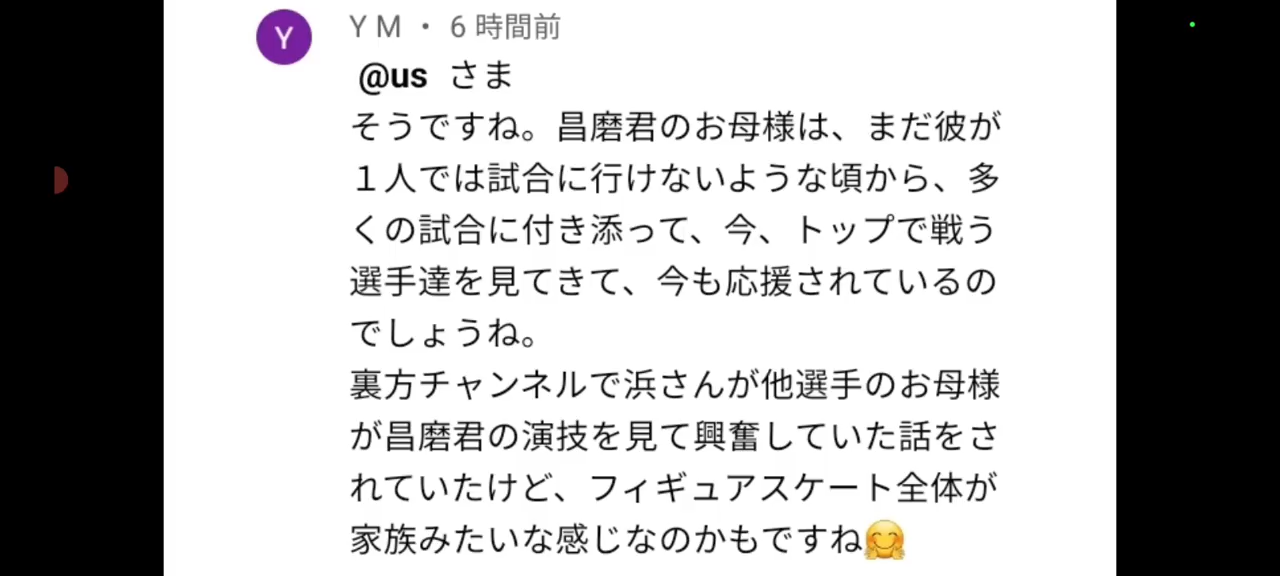 Y
Y M ・ 6 時間前
@us さま
そうですね。昌磨君のお母様は、まだ彼が
１人では試合に行けないような頃から、多
くの試合に付き添って、今、トップで戦う
選手達を見てきて、今も応援されているの
でしょうね。
裏方チャンネルで浜さんが他選手のお母様
が昌磨君の演技を見て興奮していた話をさ
れていたけど、フィギュアスケート全体が
家族みたいな感じなのかもですね🤗